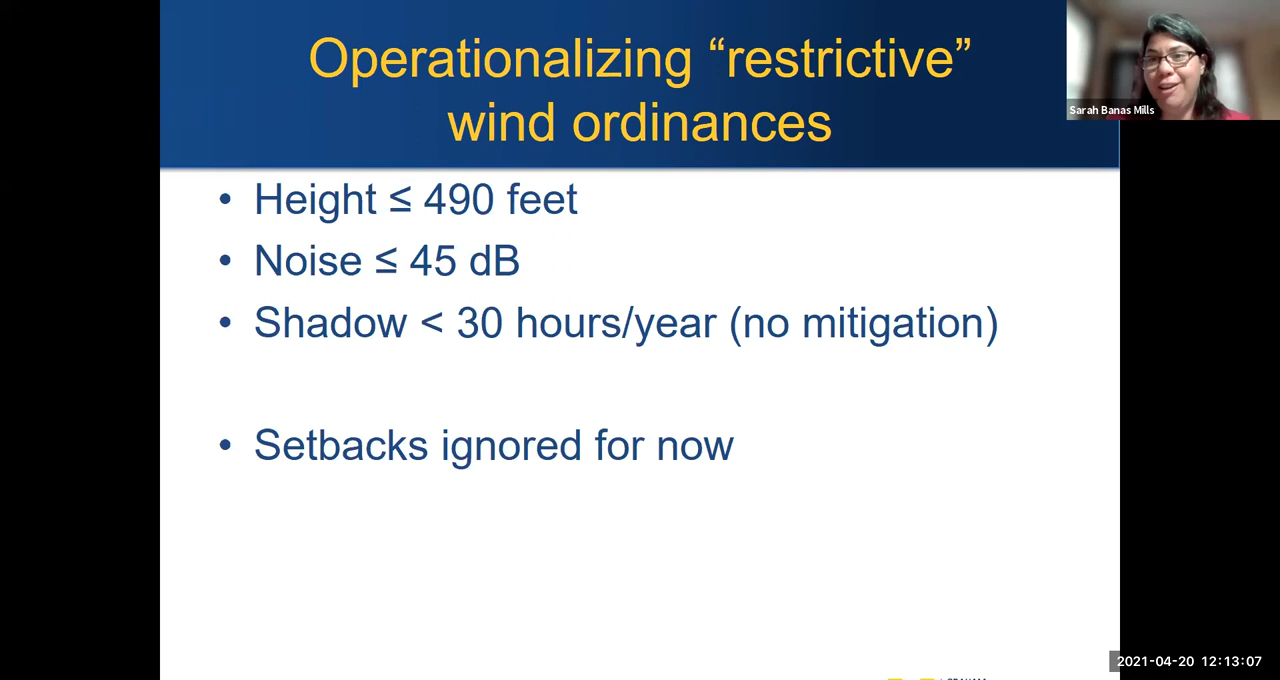 Operationalizing “restrictive”
wind ordinances
Sarah Banas Mills
• Height ≤ 490 feet
• Noise ≤ 45 dB
• Shadow < 30 hours/year (no mitigation)
• Setbacks ignored for now
2021-04-20 12:13:07